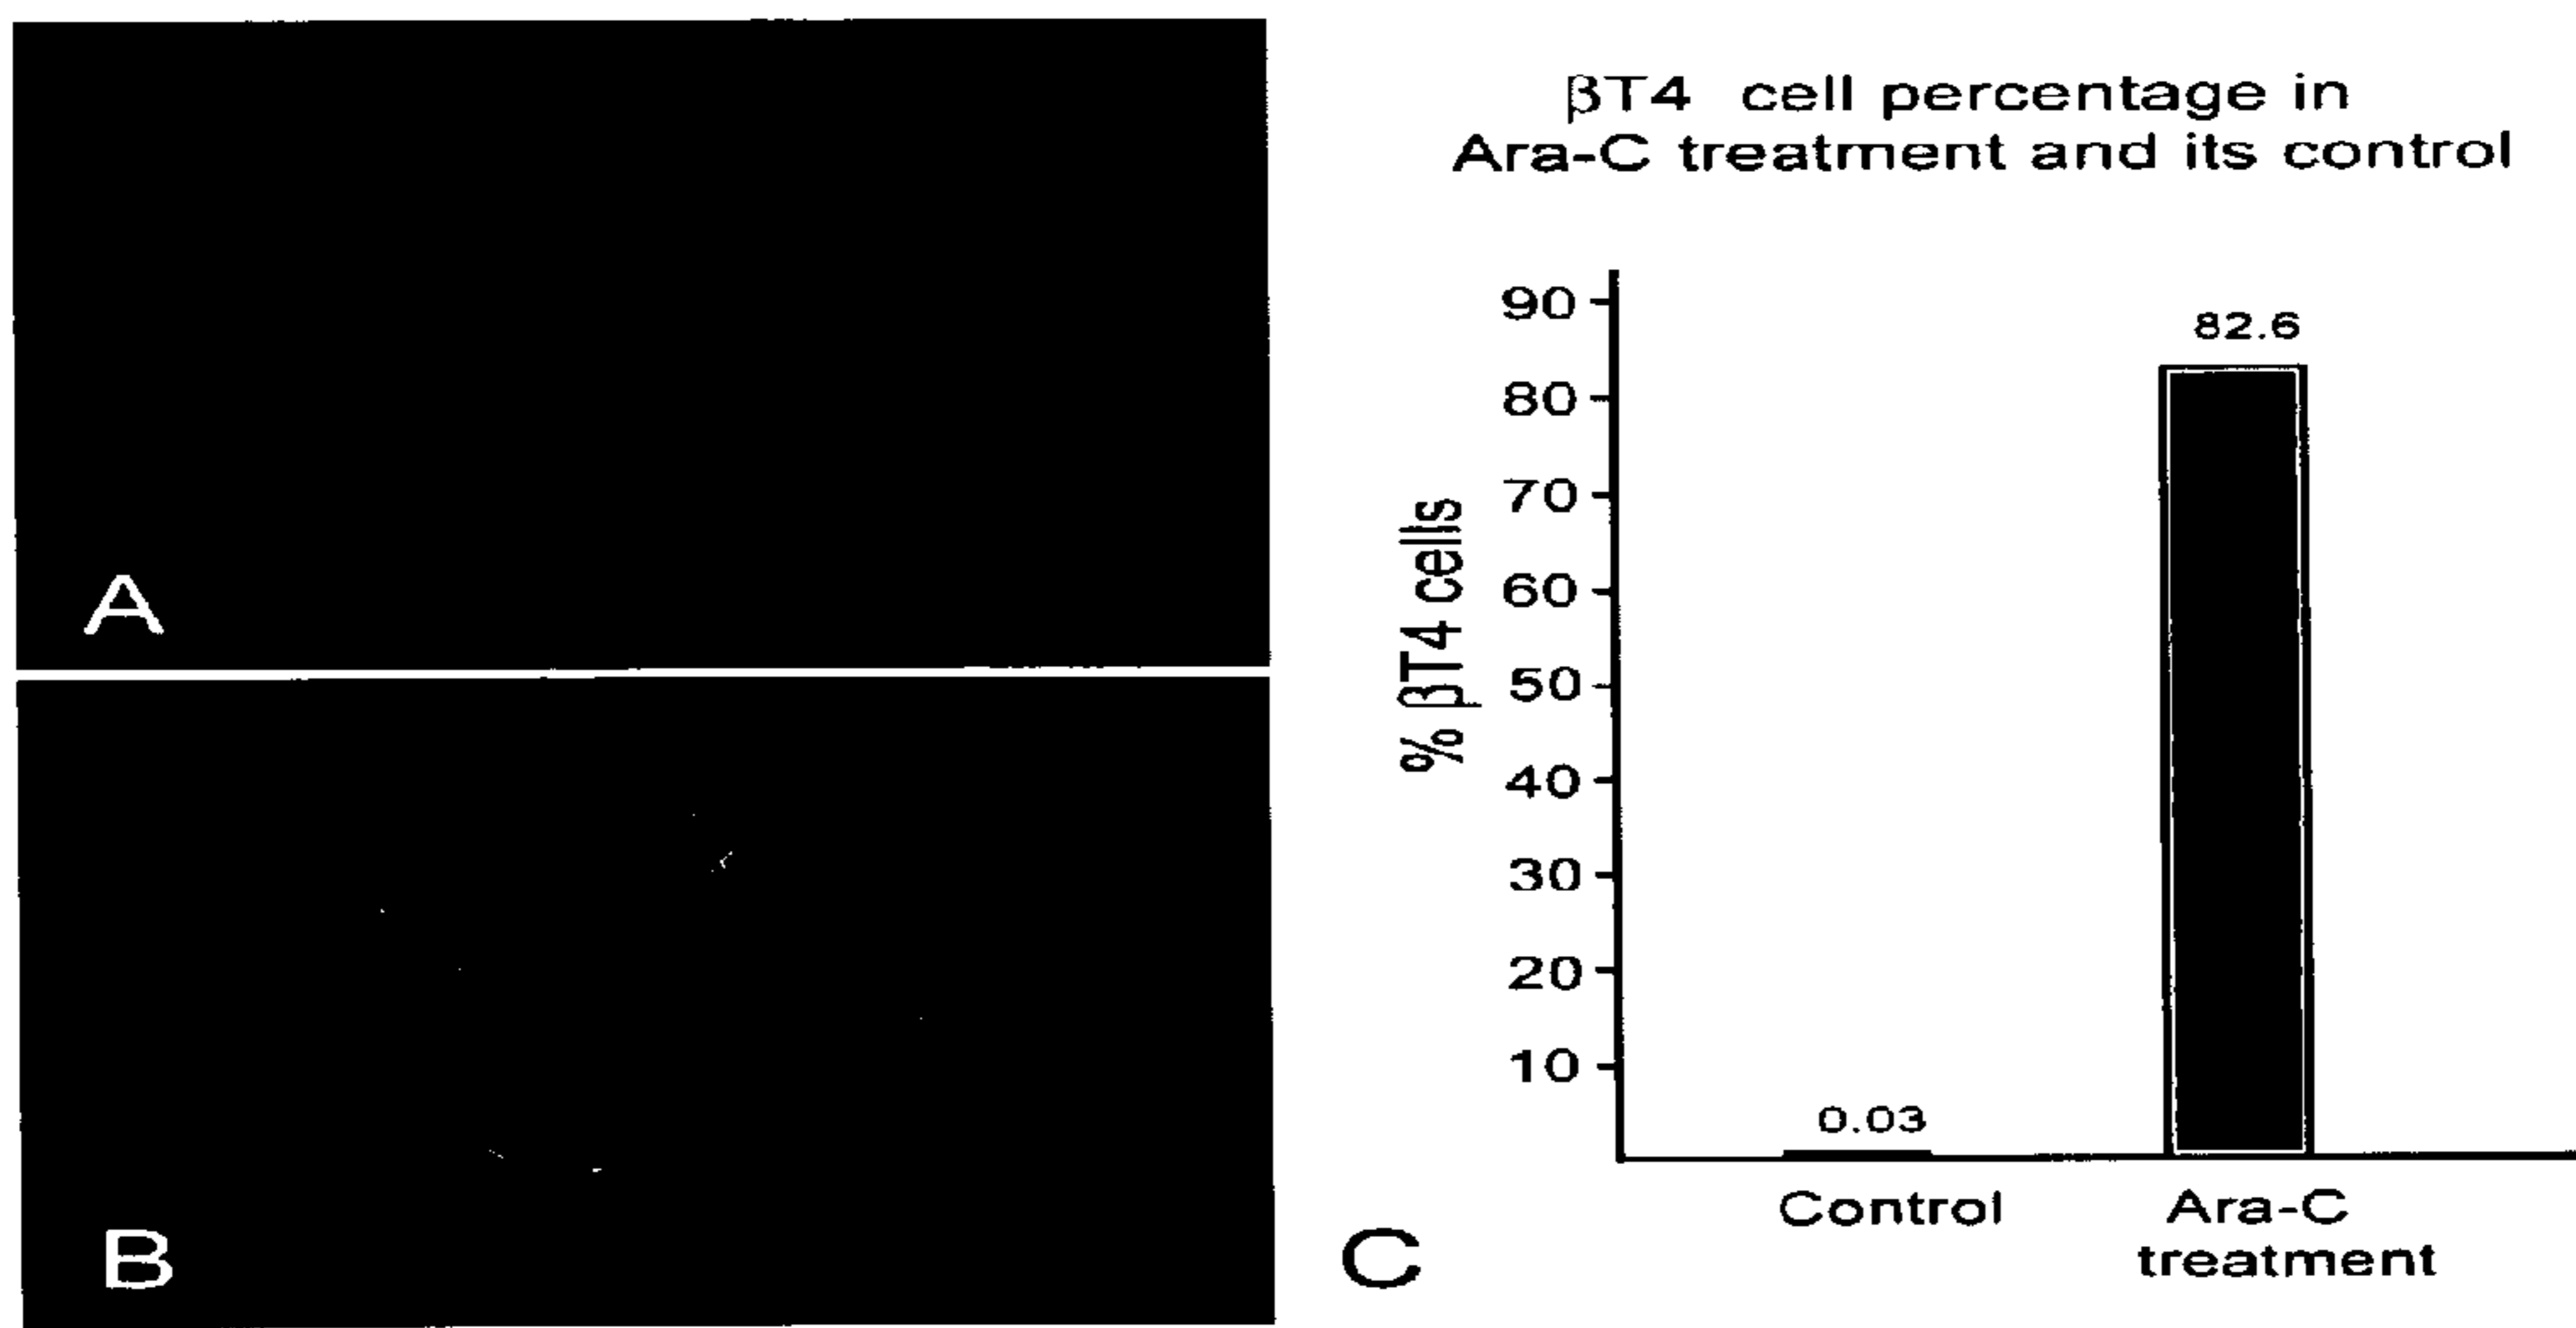 A
B
C
βT4 cell percentage in
Ara-C treatment and its control
% βT4 cells
90
80
70
60
50
40
30
20
10
82.6
0.03
Control
Ara-C
treatment